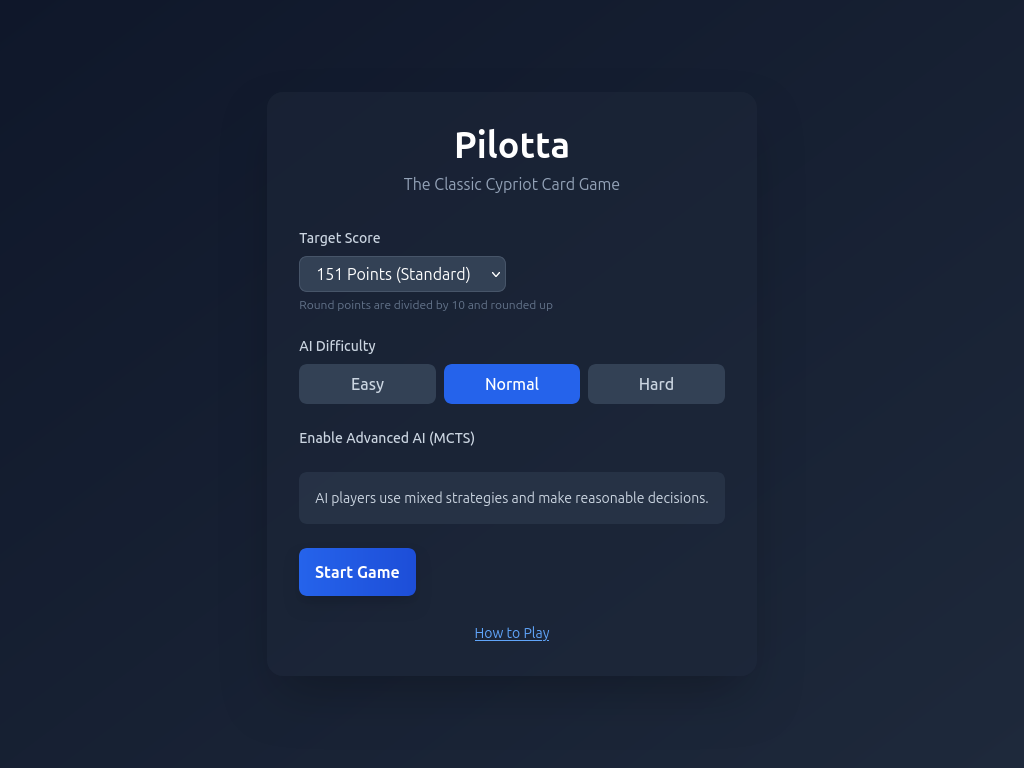 Pilotta
The Classic Cypriot Card Game
Target Score
151 Points (Standard)
Round points are divided by 10 and rounded up
AI Difficulty
Easy
Normal
Hard
Enable Advanced AI (MCTS)
AI players use mixed strategies and make reasonable decisions.
Start Game
How to Play